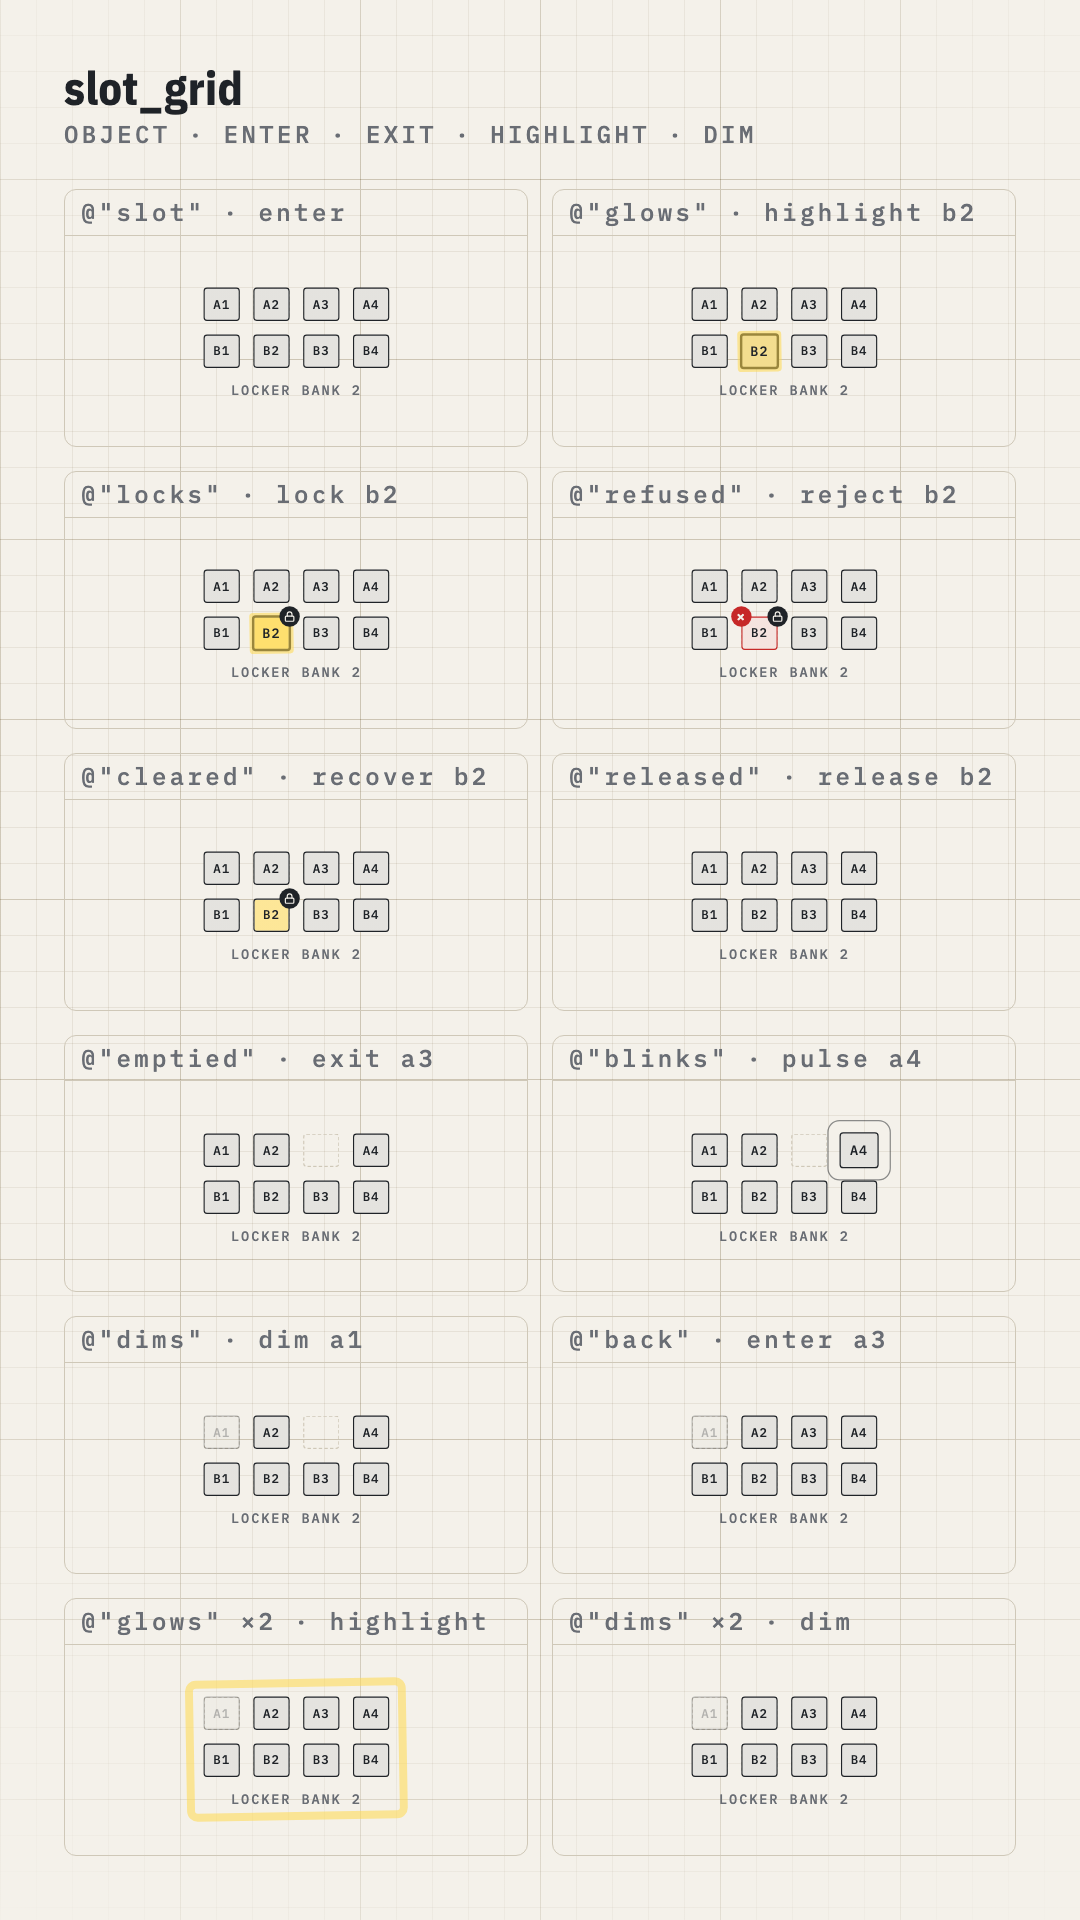 slot_grid
OBJECT · ENTER · EXIT · HIGHLIGHT · DIM
@"slot" · enter
A1 A2 A3 A4
B1 B2 B3 B4
LOCKER BANK 2
@"glows" · highlight b2
A1 A2 A3 A4
B1 B2 B3 B4
LOCKER BANK 2
@"locks" · lock b2
A1 A2 A3 A4
B1 B2 B3 B4
LOCKER BANK 2
@"refused" · reject b2
A1 A2 A3 A4
B1 B2 B3 B4
LOCKER BANK 2
@"cleared" · recover b2
A1 A2 A3 A4
B1 B2 B3 B4
LOCKER BANK 2
@"released" · release b2
A1 A2 A3 A4
B1 B2 B3 B4
LOCKER BANK 2
@"emptied" · exit a3
A1 A2 A4
B1 B2 B3 B4
LOCKER BANK 2
@"blinks" · pulse a4
A1 A2 A4
B1 B2 B3 B4
LOCKER BANK 2
@"dims" · dim a1
A1 A2 A4
B1 B2 B3 B4
LOCKER BANK 2
@"back" · enter a3
A1 A2 A3 A4
B1 B2 B3 B4
LOCKER BANK 2
@"glows" ×2 · highlight
A1 A2 A3 A4
B1 B2 B3 B4
LOCKER BANK 2
@"dims" ×2 · dim
A1 A2 A3 A4
B1 B2 B3 B4
LOCKER BANK 2